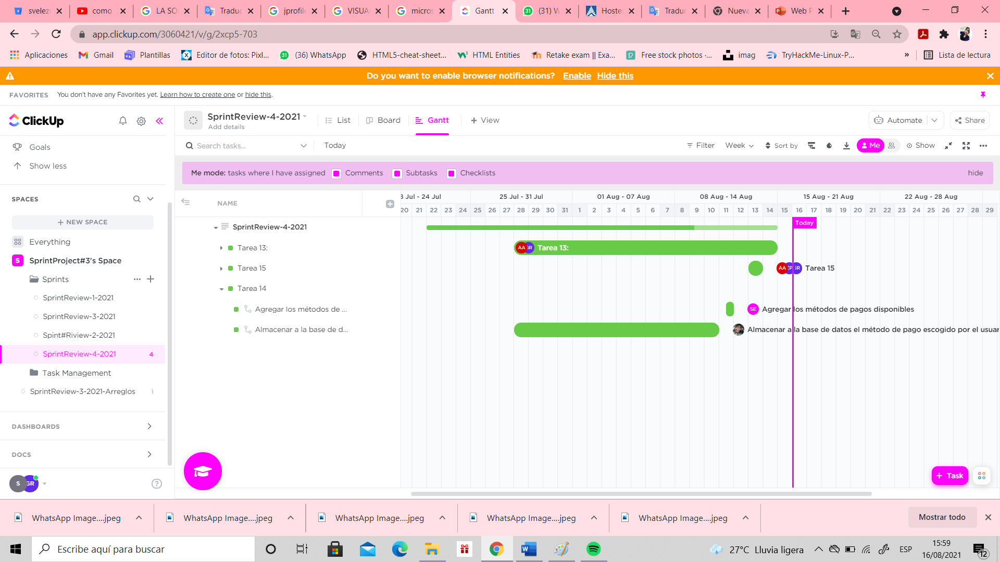 svelez como LA SO Traduc jprofile VISUA micros Gantt (31) W Hoste Traduc Nueva Web P
app.clickup.com/3060421/v/g/2xcp5-703
Aplicaciones Gmail Plantillas Editor de fotos: Pixl... (36) WhatsApp HTML5-cheat-sheet... HTML Entities Retake exam || Exa... Free stock photos ·... imag TryHackMe-Linux-P... » Lista de lectura
Do you want to enable browser notifications? Enable Hide this
FAVORITES You don't have any Favorites yet. Learn how to create one or hide this.
ClickUp
SprintReview-4-2021
Add details
List Board Gantt + View
Automate Share
Goals
Show less
Search tasks... Today
Filter Week Sort by Me Show
Me mode: tasks where I have assigned Comments Subtasks Checklists hide
SPACES
+ NEW SPACE
Everything
S SprintProject#3's Space
Sprints
SprintReview-1-2021
SprintReview-3-2021
Spint#Riview-2-2021
SprintReview-4-2021 4
Task Management
SprintReview-3-2021-Arreglos 1
DASHBOARDS
DOCS
S GR
NAME
8 Jul - 24 Jul 25 Jul - 31 Jul 01 Aug - 07 Aug 08 Aug - 14 Aug 15 Aug - 21 Aug 22 Aug - 28 Aug
20 21 22 23 24 25 26 27 28 29 30 31 1 2 3 4 5 6 7 8 9 10 11 12 13 14 15 16 17 18 19 20 21 22 23 24 25 26 27 28 29
SprintReview-4-2021 Today
Tarea 13: AA GR Tarea 13:
Tarea 15 AA CP GR Tarea 15
Tarea 14
Agregar los métodos de ... SE Agregar los métodos de pagos disponibles
Almacenar a la base de d... Almacenar a la base de datos el método de pago escogido por el usuar
+ Task
WhatsApp Image....jpeg WhatsApp Image....jpeg WhatsApp Image....jpeg WhatsApp Image....jpeg WhatsApp Image....jpeg Mostrar todo
Escribe aquí para buscar
27°C Lluvia ligera ESP
15:59
16/08/2021
12